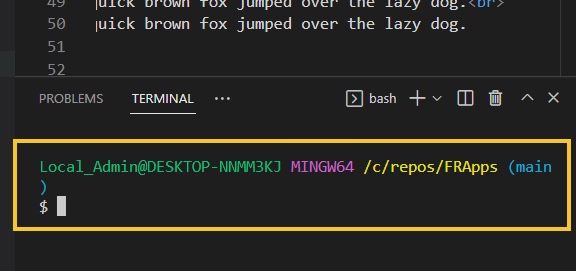 49 uick brown fox jumped over the lazy dog.<br>
50 uick brown fox jumped over the lazy dog.
51
52
PROBLEMS TERMINAL ··· bash
Local_Admin@DESKTOP-NNMM3KJ MINGW64 /c/repos/FRApps (main
)
$